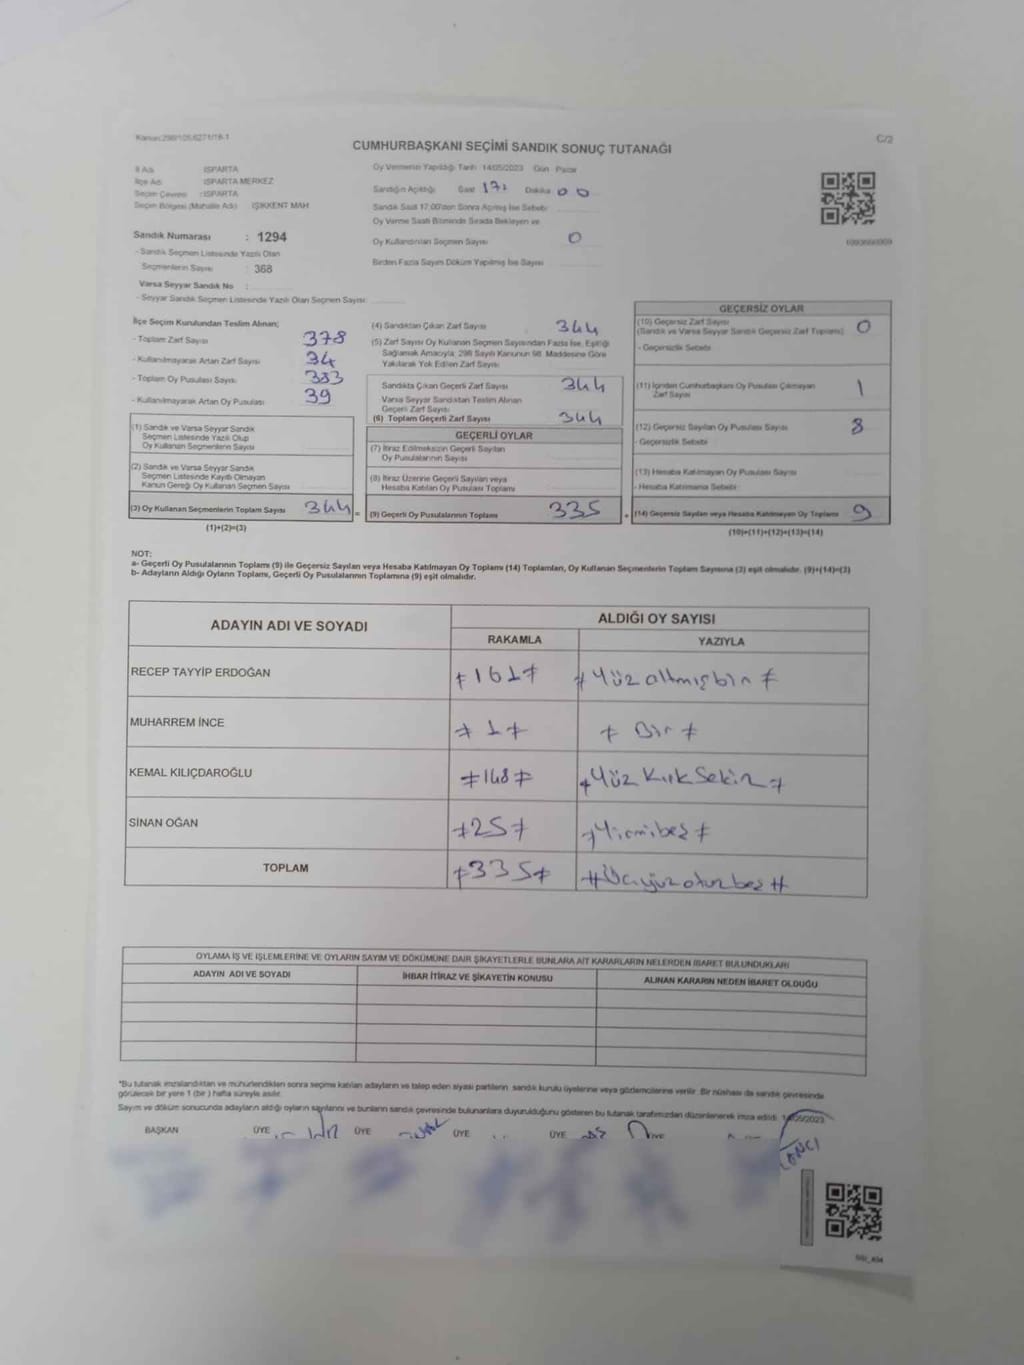 Kanun:298/105,6271/16-1
C/2
CUMHURBAŞKANI SEÇİMİ SANDIK SONUÇ TUTANAĞI
İl Adı : ISPARTA
İlçe Adı : ISPARTA MERKEZ
Seçim Çevresi : ISPARTA
Seçim Bölgesi (Mahalle Adı) IŞIKKENT MAH
Sandık Numarası : 1294
- Sandık Seçmen Listesinde Yazılı Olan
Seçmenlerin Sayısı : 368
Varsa Seyyar Sandık No :
- Seyyar Sandık Seçmen Listesinde Yazılı Olan Seçmen Sayısı
Oy Vermenin Yapıldığı Tarih 14/05/2023 Gün Pazar
Sandığın Açıldığı Saat 17: Dakika 00
Sandık Saat 17:00'den Sonra Açılmış İse Sebebi
Oy Verme Saati Bitiminde Sırada Bekleyen ve
Oy Kullandırılan Seçmen Sayısı 0
Birden Fazla Sayım Döküm Yapılmış İse Sayısı
İlçe Seçim Kurulundan Teslim Alınan;
- Toplam Zarf Sayısı 378
- Kullanılmayarak Artan Zarf Sayısı 34
- Toplam Oy Pusulası Sayısı 383
- Kullanılmayarak Artan Oy Pusulası 39
(1) Sandık ve Varsa Seyyar Sandık
Seçmen Listesinde Yazılı Olup
Oy Kullanan Seçmenlerin Sayısı
(2) Sandık ve Varsa Seyyar Sandık
Seçmen Listesinde Kayıtlı Olmayan
Kanun Gereği Oy Kullanan Seçmen Sayısı
(3) Oy Kullanan Seçmenlerin Toplam Sayısı 344 =
(1)+(2)=(3)
(4) Sandıktan Çıkan Zarf Sayısı 344
(5) Zarf Sayısı Oy Kullanan Seçmen Sayısından Fazla İse, Eşitliği
Sağlamak Amacıyla; 298 Sayılı Kanunun 98. Maddesine Göre
Yakılarak Yok Edilen Zarf Sayısı
Sandıkta Çıkan Geçerli Zarf Sayısı 344
Varsa Seyyar Sandıktan Teslim Alınan
Geçerli Zarf Sayısı
(6) Toplam Geçerli Zarf Sayısı 344
GEÇERLİ OYLAR
(7) İtiraz Edilmeksizin Geçerli Sayılan
Oy Pusulalarının Sayısı
(8) İtiraz Üzerine Geçerli Sayılan veya
Hesaba Katılan Oy Pusulası Toplamı
(9) Geçerli Oy Pusulalarının Toplamı 335 +
GEÇERSİZ OYLAR
(10) Geçersiz Zarf Sayısı
(Sandık ve Varsa Seyyar Sandık Geçersiz Zarf Toplamı) 0
- Geçersizlik Sebebi
(11) İçinden Cumhurbaşkanı Oy Pusulası Çıkmayan
Zarf Sayısı 1
(12) Geçersiz Sayılan Oy Pusulası Sayısı 8
- Geçersizlik Sebebi
(13) Hesaba Katılmayan Oy Pusulası Sayısı
- Hesaba Katılmama Sebebi
(14) Geçersiz Sayılan veya Hesaba Katılmayan Oy Toplamı 9
(10)+(11)+(12)+(13)=(14)
NOT:
a- Geçerli Oy Pusulalarının Toplamı (9) ile Geçersiz Sayılan veya Hesaba Katılmayan Oy Toplamı (14) Toplamları, Oy Kullanan Seçmenlerin Toplam Sayısına (3) eşit olmalıdır. (9)+(14)=(3)
b- Adayların Aldığı Oyların Toplamı, Geçerli Oy Pusulalarının Toplamına (9) eşit olmalıdır.
ADAYIN ADI VE SOYADI
ALDIĞI OY SAYISI
RAKAMLA YAZIYLA
RECEP TAYYİP ERDOĞAN ≠161≠ ≠Yüz altmış bir≠
MUHARREM İNCE ≠1≠ ≠Bir≠
KEMAL KILIÇDAROĞLU ≠148≠ ≠Yüz Kırk Sekiz≠
SİNAN OĞAN ≠25≠ ≠Yirmibeş≠
TOPLAM ≠335≠ #Üçyüzotuzbeş#
OYLAMA İŞ VE İŞLEMLERİNE VE OYLARIN SAYIM VE DÖKÜMÜNE DAİR ŞİKAYETLERLE BUNLARA AİT KARARLARIN NELERDEN İBARET BULUNDUKLARI
ADAYIN ADI VE SOYADI İHBAR İTİRAZ VE ŞİKAYETİN KONUSU ALINAN KARARIN NEDEN İBARET OLDUĞU
*Bu tutanak imzalandıktan ve mühürlendikten sonra seçime katılan adayların ve talep eden siyasi partilerin sandık kurulu üyelerine veya gözlemcilerine verilir. Bir nüshası da sandık çevresinde
görülecek bir yere 1 (bir) hafta süreyle asılır.
Sayım ve döküm sonucunda adayların aldığı oyların sayılarını ve bunların sandık çevresinde bulunanlara duyurulduğunu gösteren bu tutanak tarafımızdan düzenlenerek imza edildi. 14/05/2023
BAŞKAN ÜYE ÜYE ÜYE ÜYE